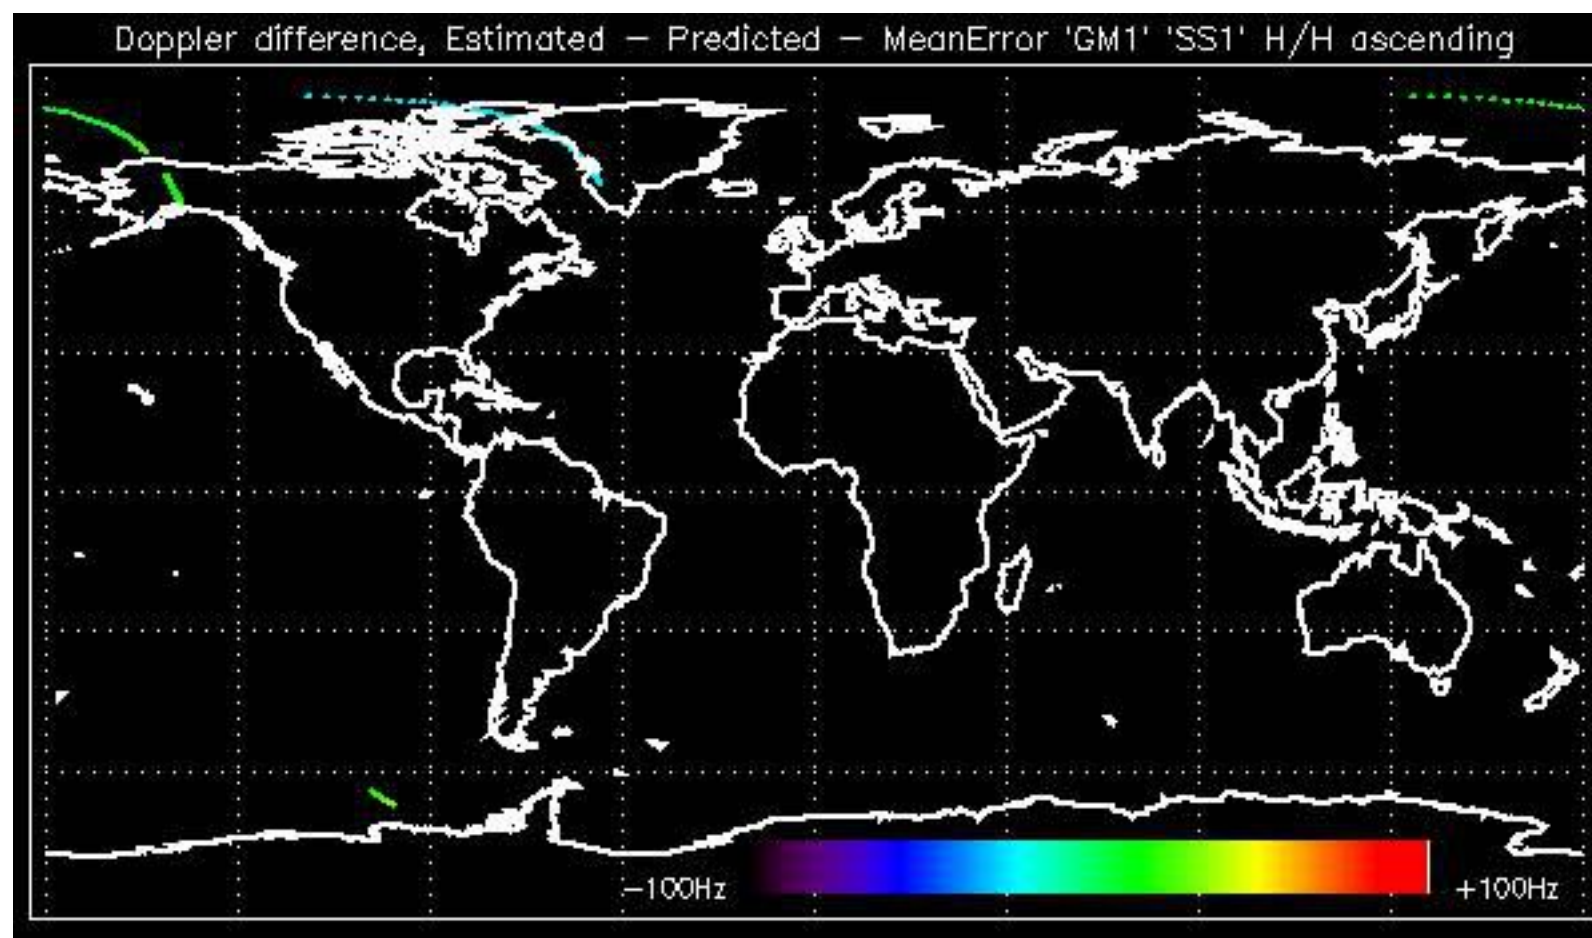 Doppler difference, Estimated – Predicted – MeanError 'GM1' 'SS1' H/H ascending
−100Hz +100Hz